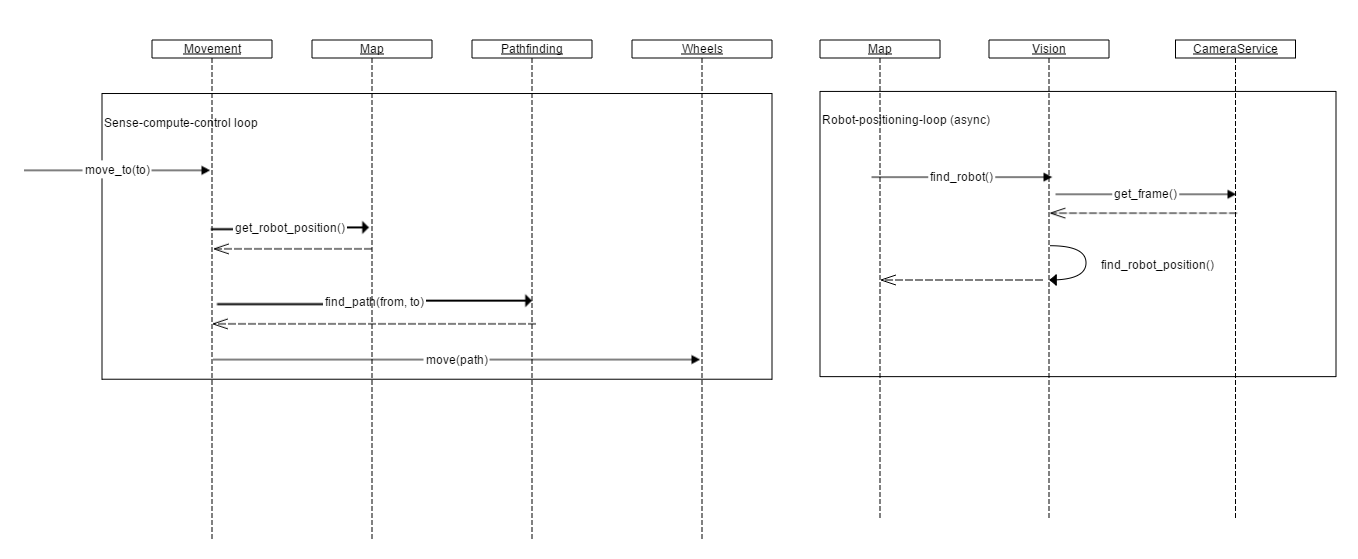 Movement
Map
Pathfinding
Wheels
Map
Vision
CameraService
Sense-compute-control loop
move_to(to)
get_robot_position()
find_path(from, to)
move(path)
Robot-positioning-loop (async)
find_robot()
get_frame()
find_robot_position()